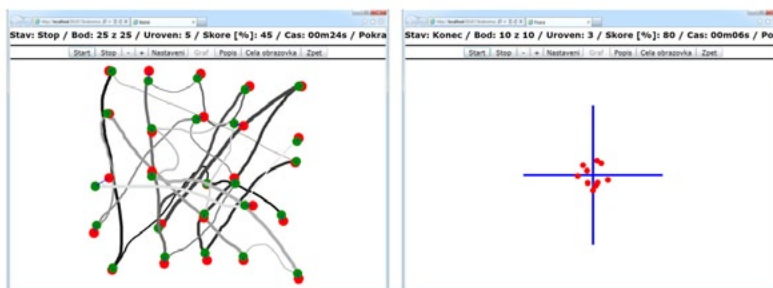 Stav: Stop / Bod: 25 z 25 / Uroven: 5 / Skore [%]: 45 / Cas: 00m24s / Pokra
Start Stop - + Nastaveni Graf Popis Cela obrazovka Zpet
Stav: Konec / Bod: 10 z 10 / Uroven: 3 / Skore [%]: 80 / Cas: 00m06s / Po
Start Stop - + Nastaveni Graf Popis Cela obrazovka Zpet